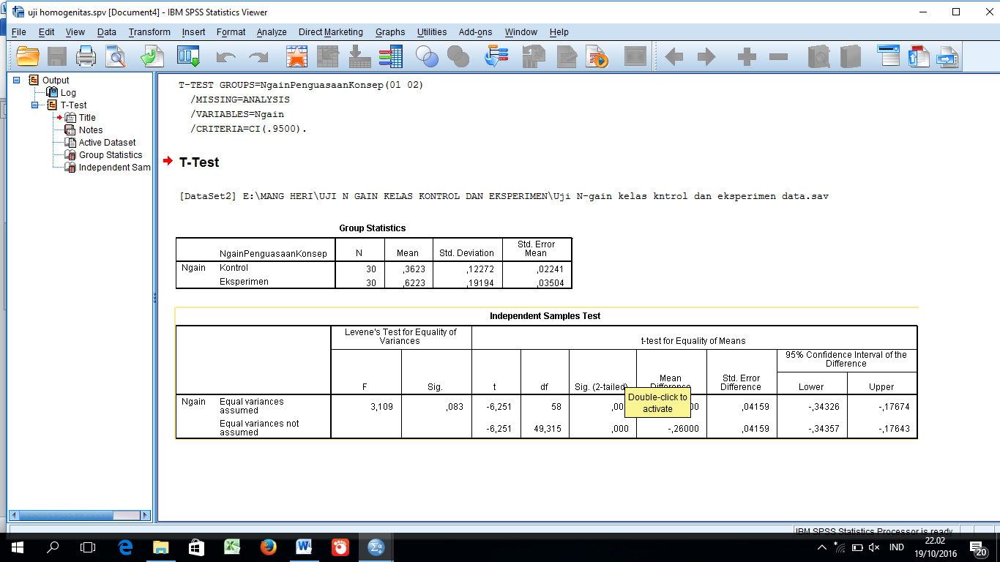 uji homogenitas.spv [Document4] - IBM SPSS Statistics Viewer
File Edit View Data Transform Insert Format Analyze Direct Marketing Graphs Utilities Add-ons Window Help
Output
Log
T-Test
Title
Notes
Active Dataset
Group Statistics
Independent Sam
T-TEST GROUPS=NgainPenguasaanKonsep(01 02)
/MISSING=ANALYSIS
/VARIABLES=Ngain
/CRITERIA=CI(.9500).
T-Test
[DataSet2] E:\MANG HERI\UJI N GAIN KELAS KONTROL DAN EKSPERIMEN\Uji N-gain kelas kntrol dan eksperimen data.sav
Group Statistics
NgainPenguasaanKonsep N Mean Std. Deviation Std. Error Mean
Ngain Kontrol 30 ,3623 ,12272 ,02241
Eksperimen 30 ,6223 ,19194 ,03504
Independent Samples Test
Levene's Test for Equality of Variances
t-test for Equality of Means
95% Confidence Interval of the Difference
F Sig. t df Sig. (2-tailed) Mean Difference Std. Error Difference Lower Upper
Ngain Equal variances assumed 3,109 ,083 -6,251 58 ,00 00 ,04159 -,34326 -,17674
Equal variances not assumed -6,251 49,315 ,000 -,26000 ,04159 -,34357 -,17643
Double-click to activate
IBM SPSS Statistics Processor is ready
IND
22.02
19/10/2016
20